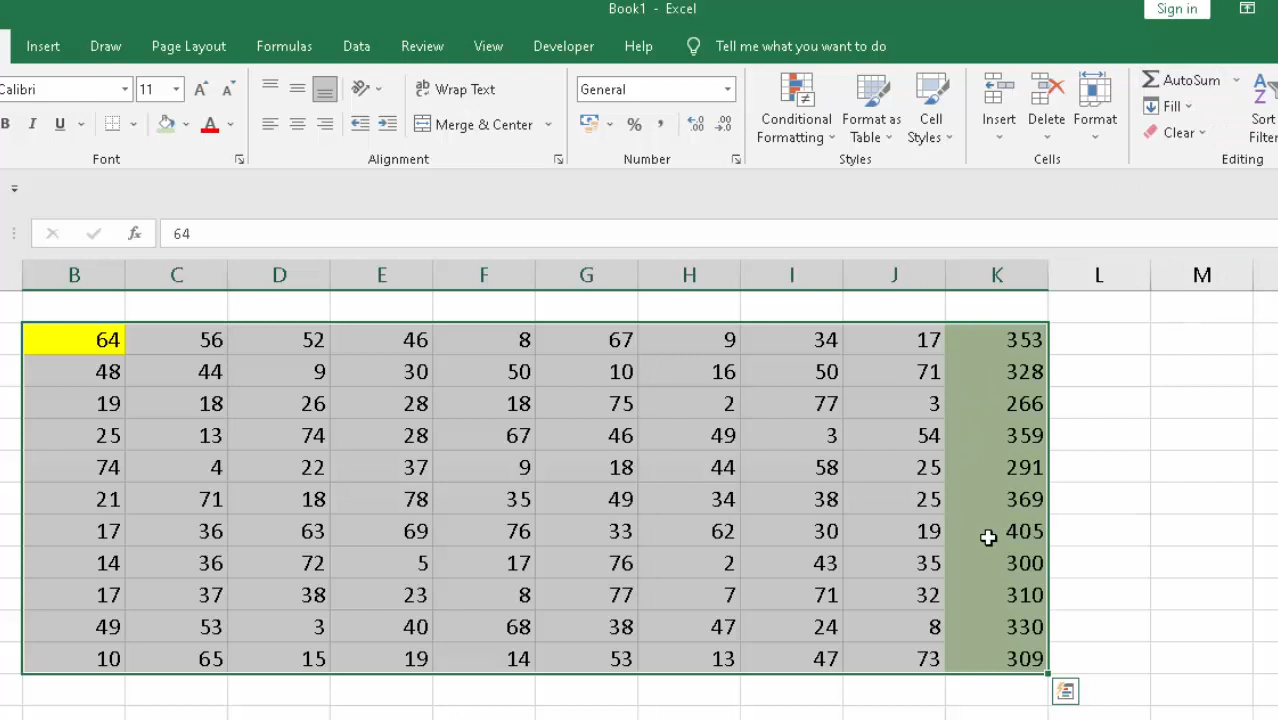 Book1 - Excel Sign in
Insert Draw Page Layout Formulas Data Review View Developer Help Tell me what you want to do
Calibri 11 A A ab Wrap Text General Conditional Formatting Format as Table Cell Styles Insert Delete Format AutoSum Fill Clear Sort Filter
B I U A Merge & Center % , .00
Font Alignment Number Styles Cells Editing
fx 64
B C D E F G H I J K L M
64 56 52 46 8 67 9 34 17 353
48 44 9 30 50 10 16 50 71 328
19 18 26 28 18 75 2 77 3 266
25 13 74 28 67 46 49 3 54 359
74 4 22 37 9 18 44 58 25 291
21 71 18 78 35 49 34 38 25 369
17 36 63 69 76 33 62 30 19 405
14 36 72 5 17 76 2 43 35 300
17 37 38 23 8 77 7 71 32 310
49 53 3 40 68 38 47 24 8 330
10 65 15 19 14 53 13 47 73 309